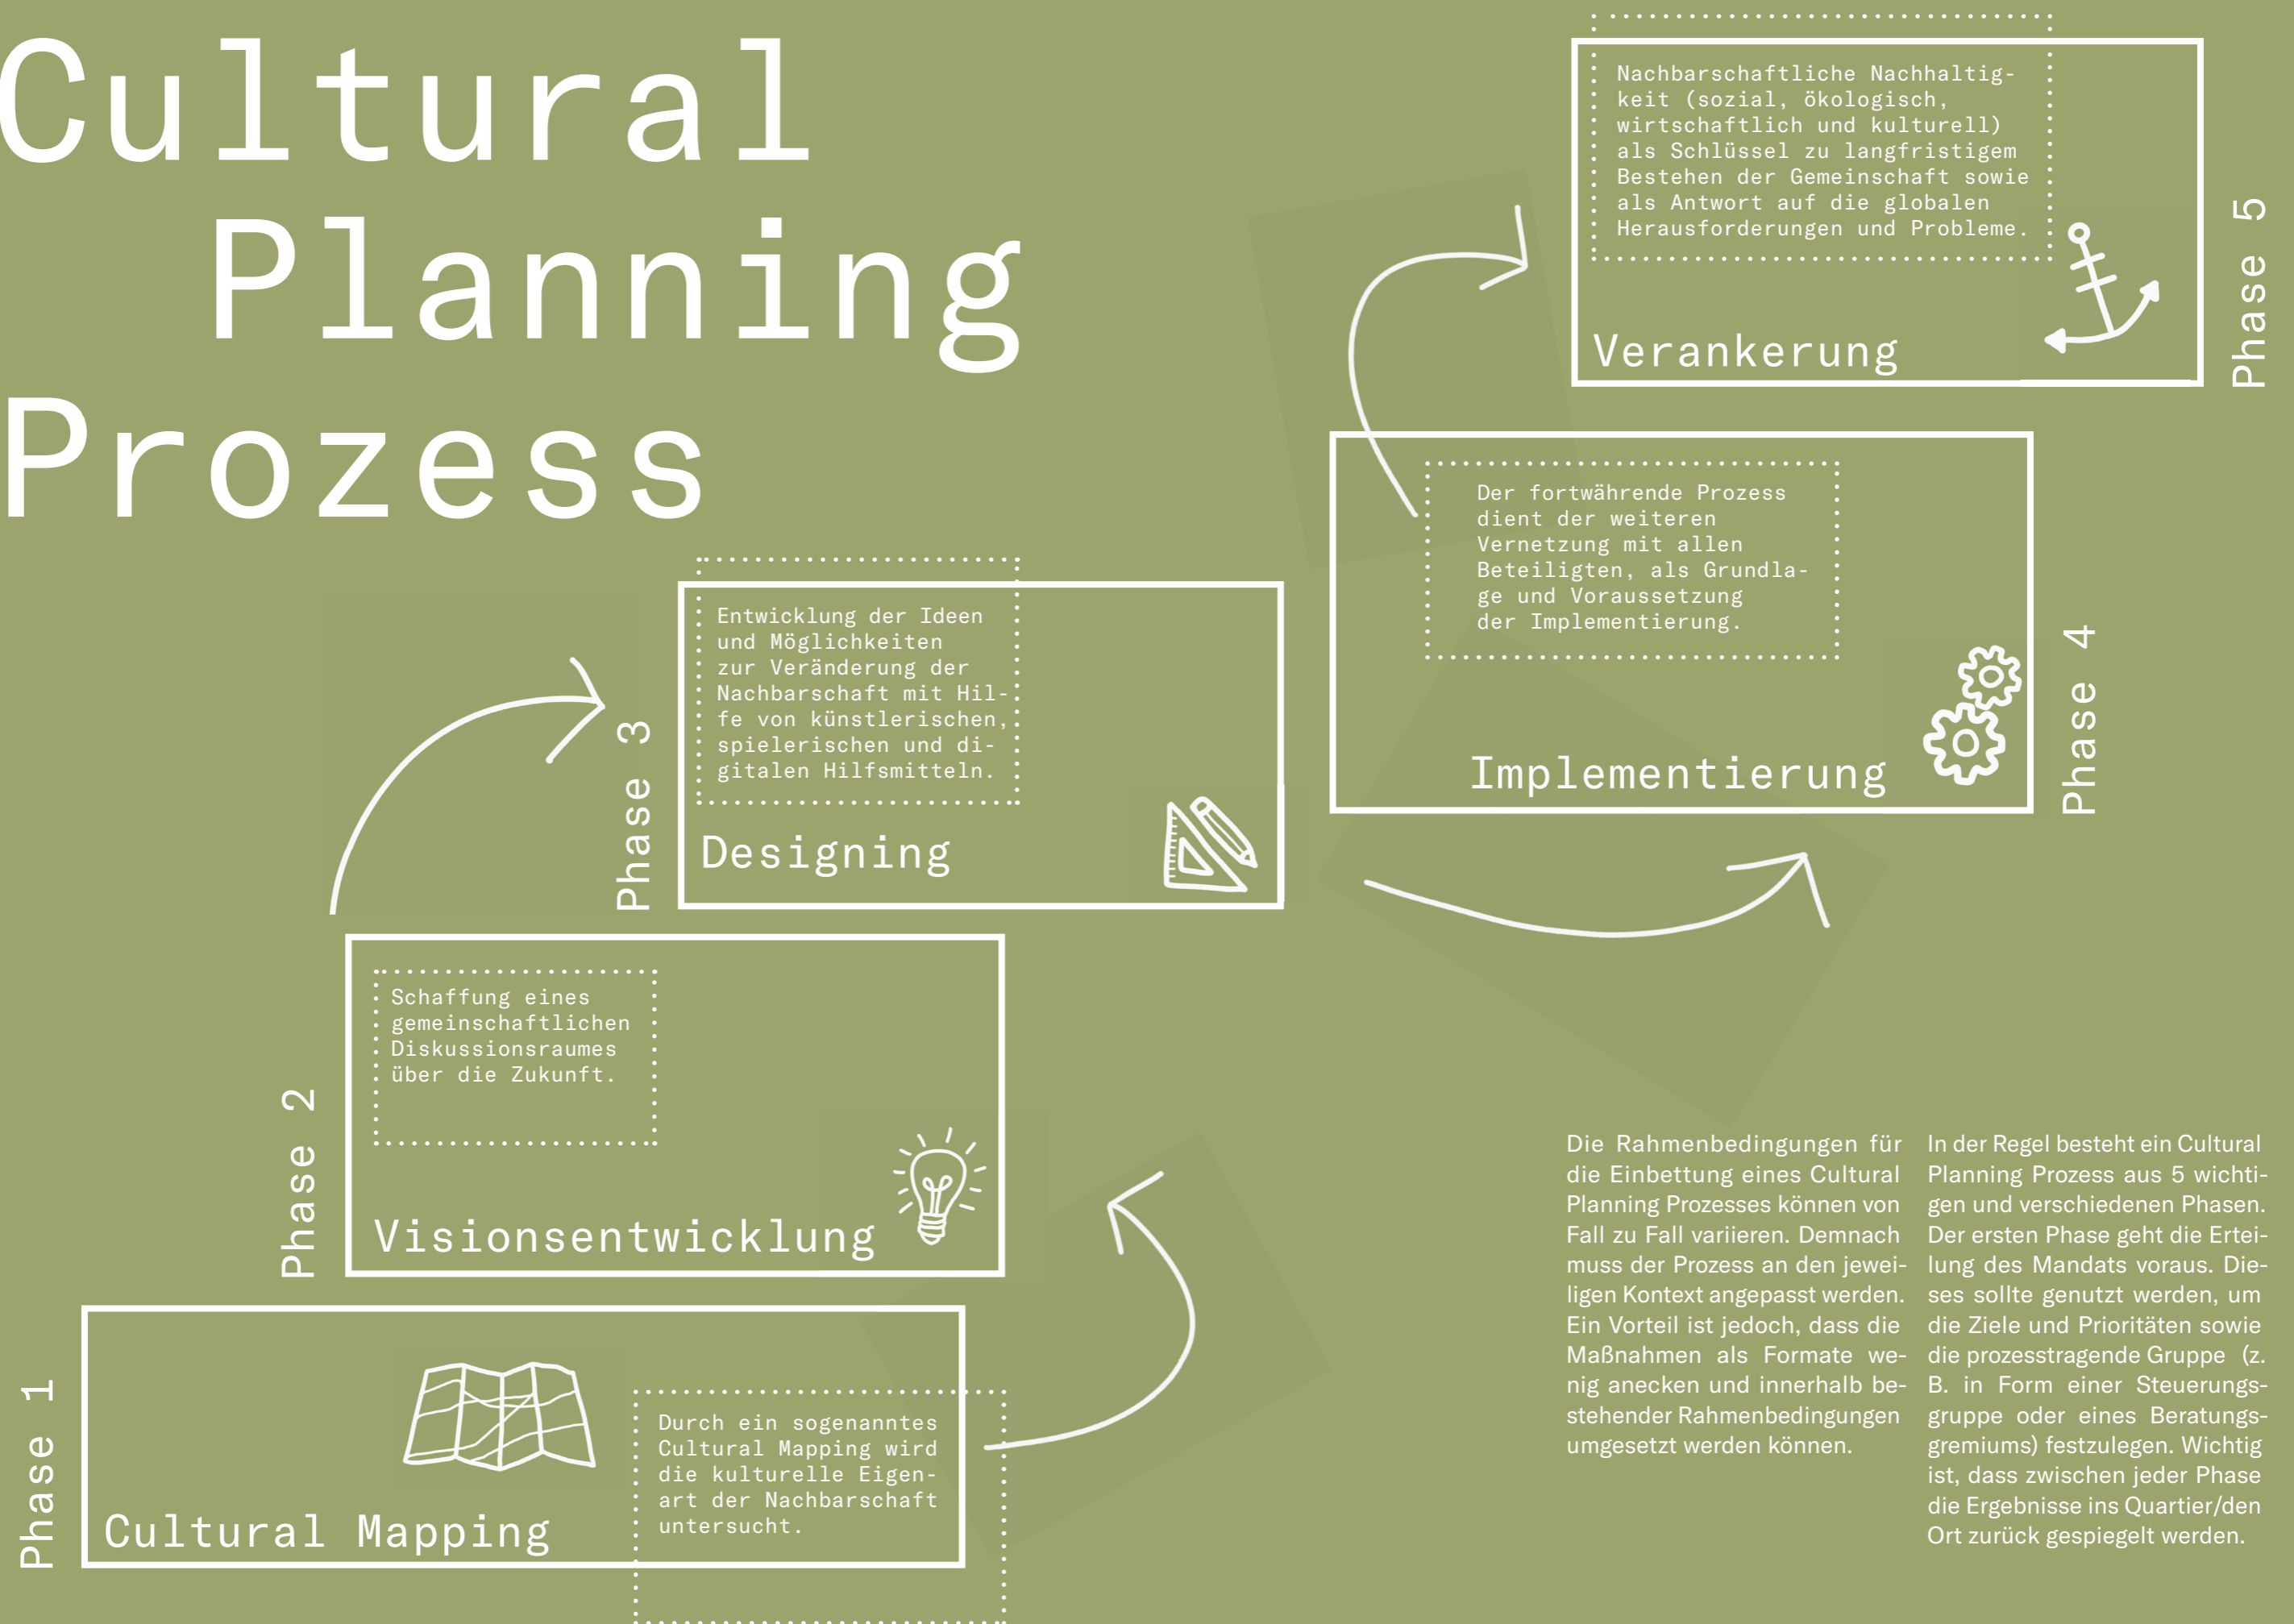 Cultural
Planning
Prozess
Phase 1
Cultural Mapping
Durch ein sogenanntes
Cultural Mapping wird
die kulturelle Eigen-
art der Nachbarschaft
untersucht.
Phase 2
Schaffung eines
gemeinschaftlichen
Diskussionsraumes
über die Zukunft.
Visionsentwicklung
Phase 3
Entwicklung der Ideen
und Möglichkeiten
zur Veränderung der
Nachbarschaft mit Hil-
fe von künstlerischen,
spielerischen und di-
gitalen Hilfsmitteln.
Designing
Phase 4
Der fortwährende Prozess
dient der weiteren
Vernetzung mit allen
Beteiligten, als Grundla-
ge und Voraussetzung
der Implementierung.
Implementierung
Phase 5
Nachbarschaftliche Nachhaltig-
keit (sozial, ökologisch,
wirtschaftlich und kulturell)
als Schlüssel zu langfristigem
Bestehen der Gemeinschaft sowie
als Antwort auf die globalen
Herausforderungen und Probleme.
Verankerung
Die Rahmenbedingungen für
die Einbettung eines Cultural
Planning Prozesses können von
Fall zu Fall variieren. Demnach
muss der Prozess an den jewei-
ligen Kontext angepasst werden.
Ein Vorteil ist jedoch, dass die
Maßnahmen als Formate we-
nig anecken und innerhalb be-
stehender Rahmenbedingungen
umgesetzt werden können.
In der Regel besteht ein Cultural
Planning Prozess aus 5 wichti-
gen und verschiedenen Phasen.
Der ersten Phase geht die Ertei-
lung des Mandats voraus. Die-
ses sollte genutzt werden, um
die Ziele und Prioritäten sowie
die prozesstragende Gruppe (z.
B. in Form einer Steuerungs-
gruppe oder eines Beratungs-
gremiums) festzulegen. Wichtig
ist, dass zwischen jeder Phase
die Ergebnisse ins Quartier/den
Ort zurück gespiegelt werden.